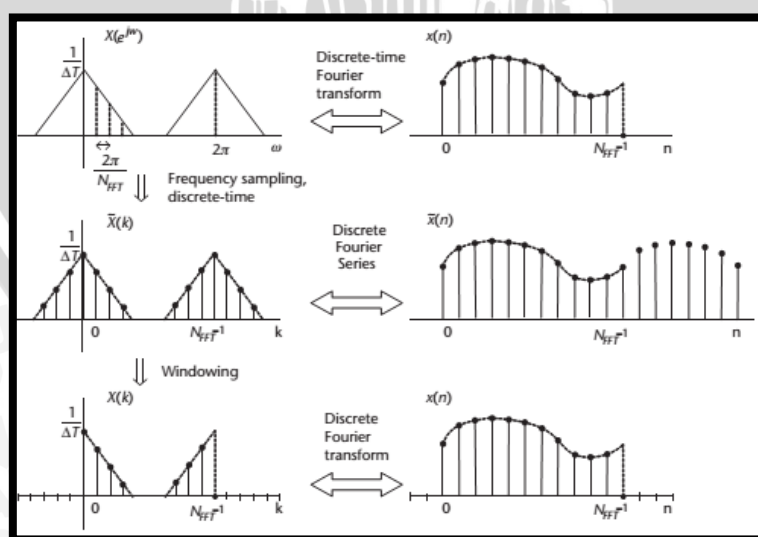 X(e^jw)
x(n)
1/ΔT
Discrete-time
Fourier
transform
2π
ω
0
N_FFT-1
n
2π/N_FFT
Frequency sampling,
discrete-time
X̄(k)
x̄(n)
1/ΔT
Discrete
Fourier
Series
0
N_FFT-1
k
0
N_FFT-1
n
Windowing
X(k)
x(n)
1/ΔT
Discrete
Fourier
transform
0
N_FFT-1
k
0
N_FFT-1
n